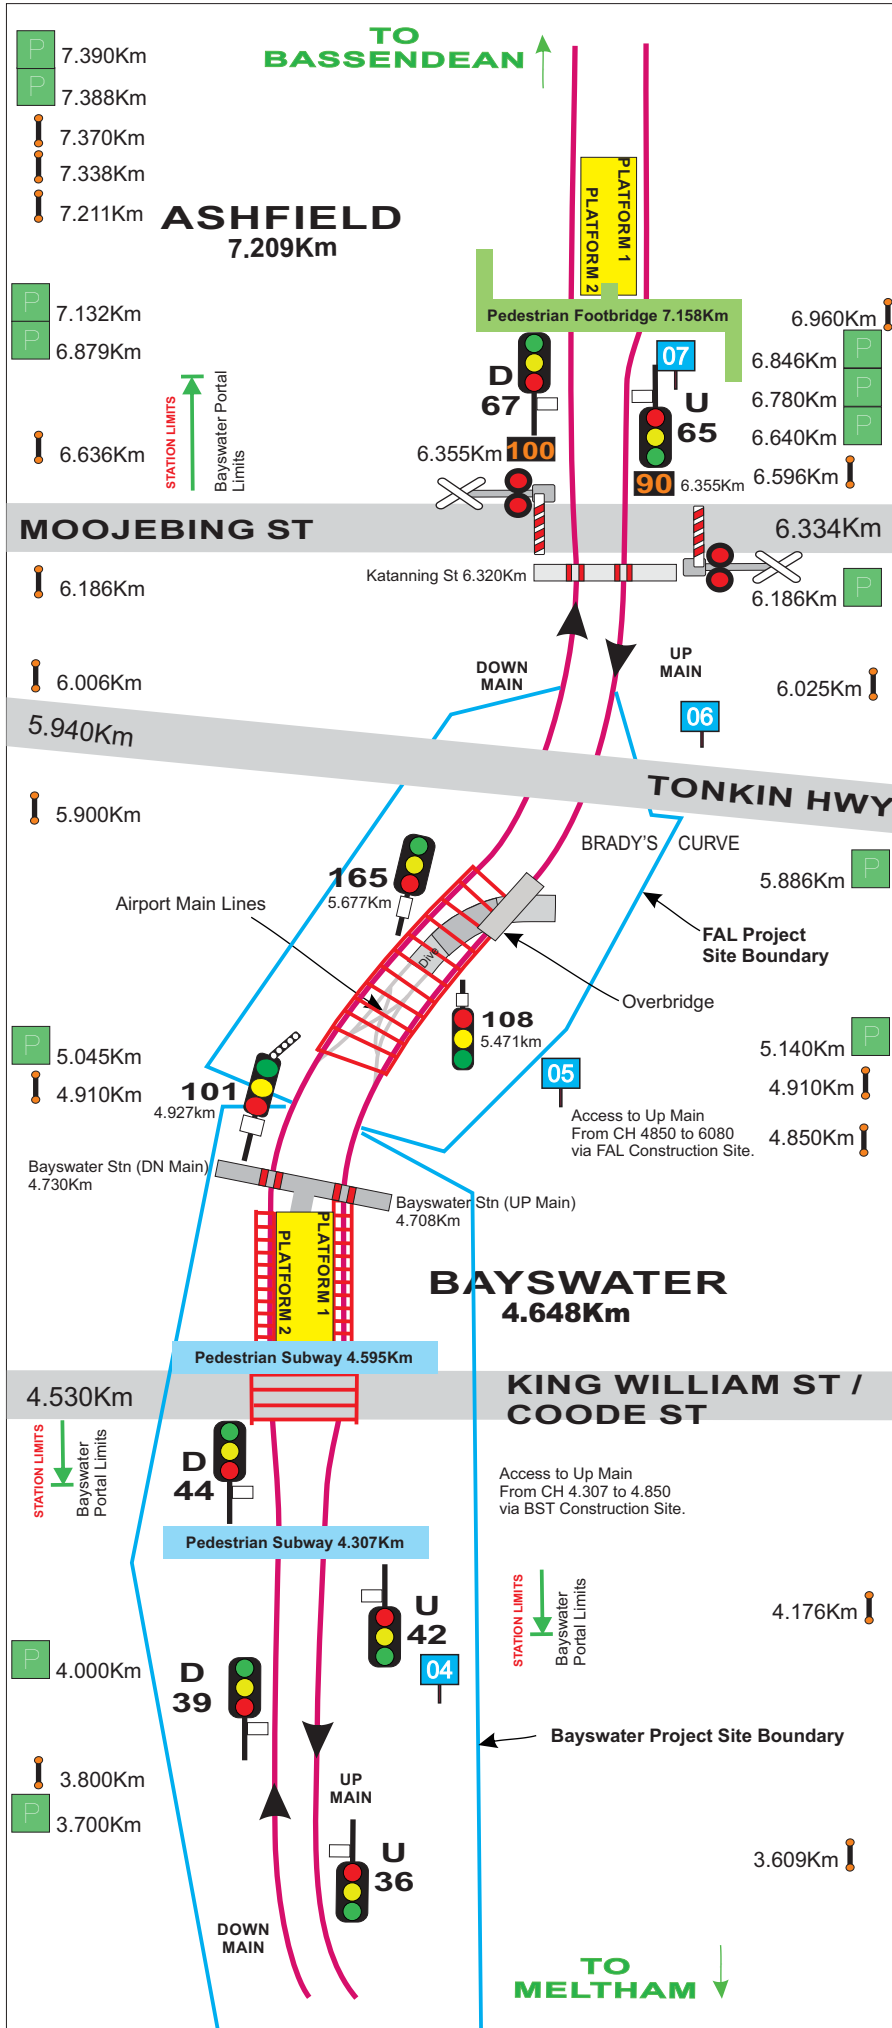 TO
BASSENDEAN
P
7.390Km
P
7.388Km
7.370Km
7.338Km
7.211Km
ASHFIELD
7.209Km
PLATFORM 1
PLATFORM 2
Pedestrian Footbridge 7.158Km
P
7.132Km
P
6.879Km
6.960Km
6.846Km
P
6.780Km
P
6.640Km
P
D
67
07
U
65
STATION LIMITS
Bayswater Portal
Limits
6.636Km
6.355Km
100
90
6.355Km
6.596Km
MOOJEBING ST
6.334Km
Katanning St 6.320Km
6.186Km
6.186Km
P
DOWN
MAIN
UP
MAIN
6.006Km
6.025Km
06
5.940Km
TONKIN HWY
5.900Km
BRADY'S CURVE
165
5.677Km
5.886Km
P
Airport Main Lines
Dive
FAL Project
Site Boundary
Overbridge
108
5.471km
P
5.045Km
5.140Km
P
4.910Km
101
4.927km
05
4.910Km
Access to Up Main
From CH 4850 to 6080
via FAL Construction Site.
4.850Km
Bayswater Stn (DN Main)
4.730Km
Bayswater Stn (UP Main)
4.708Km
PLATFORM 1
PLATFORM 2
BAYSWATER
4.648Km
Pedestrian Subway 4.595Km
4.530Km
KING WILLIAM ST /
COODE ST
STATION LIMITS
Bayswater
Portal Limits
D
44
Access to Up Main
From CH 4.307 to 4.850
via BST Construction Site.
Pedestrian Subway 4.307Km
U
42
STATION LIMITS
Bayswater
Portal Limits
4.176Km
P
4.000Km
D
39
04
Bayswater Project Site Boundary
3.800Km
P
3.700Km
UP
MAIN
U
36
3.609Km
DOWN
MAIN
TO
MELTHAM